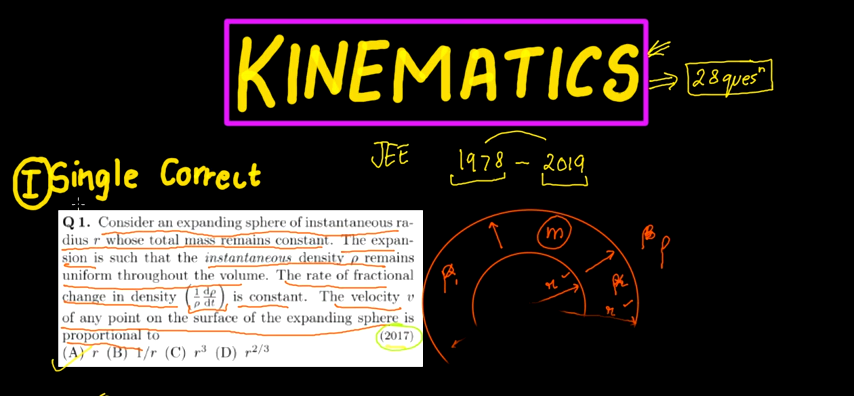 KINEMATICS
28 quesⁿ
JEE 1978 - 2019
I Single Correct
Q 1. Consider an expanding sphere of instantaneous ra-
dius r whose total mass remains constant. The expan-
sion is such that the instantaneous density ρ remains
uniform throughout the volume. The rate of fractional
change in density (1/ρ dρ/dt) is constant. The velocity v
of any point on the surface of the expanding sphere is
proportional to (2017)
(A) r (B) 1/r (C) r³ (D) r^2/3
m
ρ
r
r